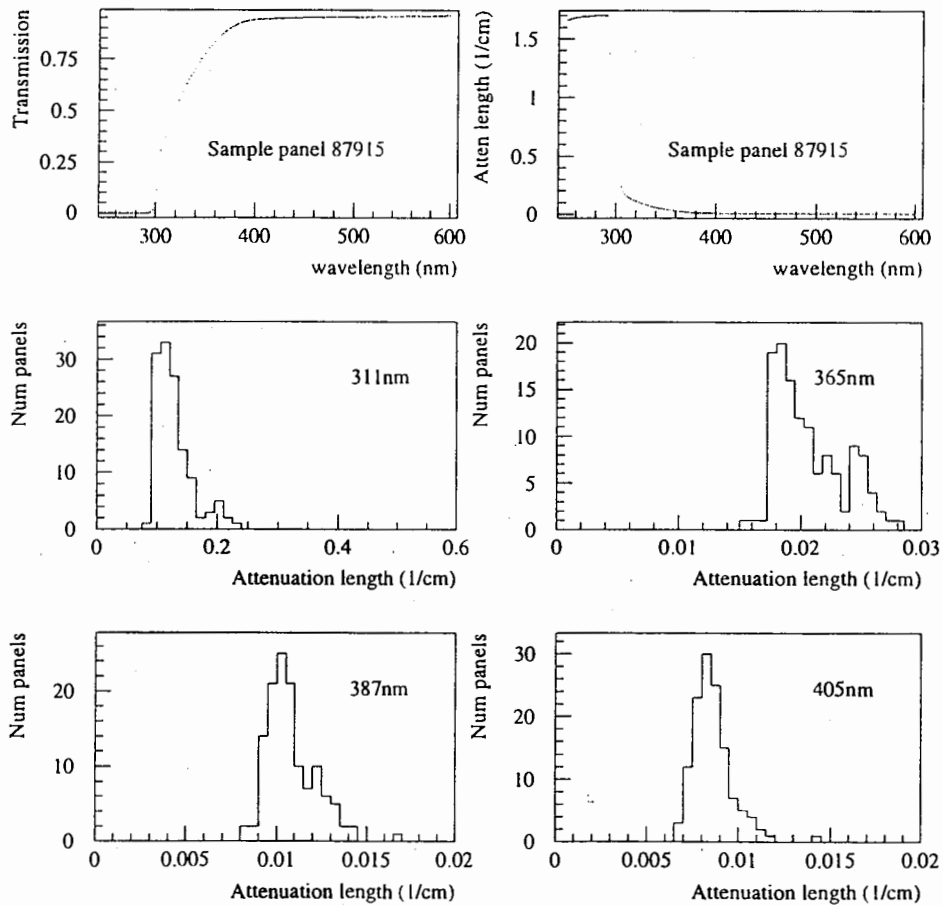 Transmission
0.75
0.5
0.25
0
Sample panel 87915
300
400
500
600
wavelength (nm)
Atten length (1/cm)
1.5
1
0.5
0
Sample panel 87915
200
300
400
500
600
wavelength (nm)
Num panels
30
20
10
0
311nm
0
0.2
0.4
0.6
Attenuation length (1/cm)
Num panels
20
15
10
5
0
365nm
0
0.01
0.02
0.03
Attenuation length (1/cm)
Num panels
20
10
0
387nm
0
0.005
0.01
0.015
0.02
Attenuation length (1/cm)
Num panels
30
20
10
0
405nm
0
0.005
0.01
0.015
0.02
Attenuation length (1/cm)